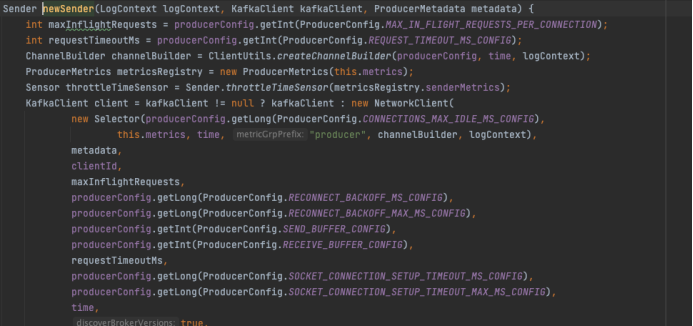 Sender newSender(LogContext logContext, KafkaClient kafkaClient, ProducerMetadata metadata) {
int maxInflightRequests = producerConfig.getInt(ProducerConfig.MAX_IN_FLIGHT_REQUESTS_PER_CONNECTION);
int requestTimeoutMs = producerConfig.getInt(ProducerConfig.REQUEST_TIMEOUT_MS_CONFIG);
ChannelBuilder channelBuilder = ClientUtils.createChannelBuilder(producerConfig, time, logContext);
ProducerMetrics metricsRegistry = new ProducerMetrics(this.metrics);
Sensor throttleTimeSensor = Sender.throttleTimeSensor(metricsRegistry.senderMetrics);
KafkaClient client = kafkaClient != null ? kafkaClient : new NetworkClient(
new Selector(producerConfig.getLong(ProducerConfig.CONNECTIONS_MAX_IDLE_MS_CONFIG),
this.metrics, time, metricGrpPrefix: "producer", channelBuilder, logContext),
metadata,
clientId,
maxInflightRequests,
producerConfig.getLong(ProducerConfig.RECONNECT_BACKOFF_MS_CONFIG),
producerConfig.getLong(ProducerConfig.RECONNECT_BACKOFF_MAX_MS_CONFIG),
producerConfig.getInt(ProducerConfig.SEND_BUFFER_CONFIG),
producerConfig.getInt(ProducerConfig.RECEIVE_BUFFER_CONFIG),
requestTimeoutMs,
producerConfig.getLong(ProducerConfig.SOCKET_CONNECTION_SETUP_TIMEOUT_MS_CONFIG),
producerConfig.getLong(ProducerConfig.SOCKET_CONNECTION_SETUP_TIMEOUT_MAX_MS_CONFIG),
time,
discoverBrokerVersions: true,